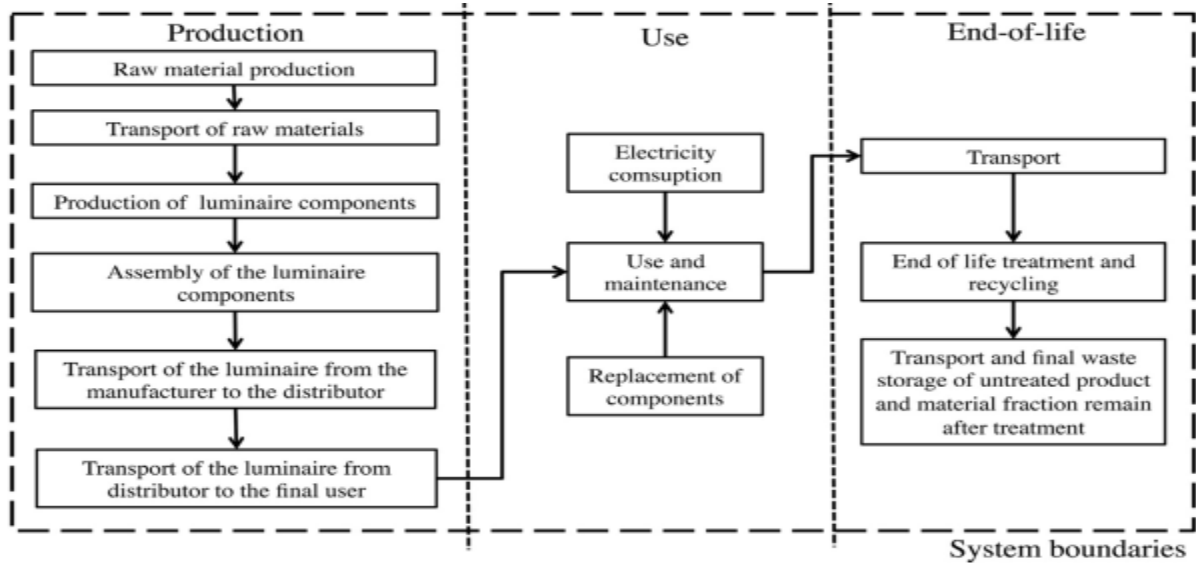 Production
Raw material production
Transport of raw materials
Production of luminaire components
Assembly of the luminaire
components
Transport of the luminaire from the
manufacturer to the distributor
Transport of the luminaire from
distributor to the final user
Use
Electricity
comsuption
Use and
maintenance
Replacement of
components
End-of-life
Transport
End of life treatment and
recycling
Transport and final waste
storage of untreated product
and material fraction remain
after treatment
System boundaries